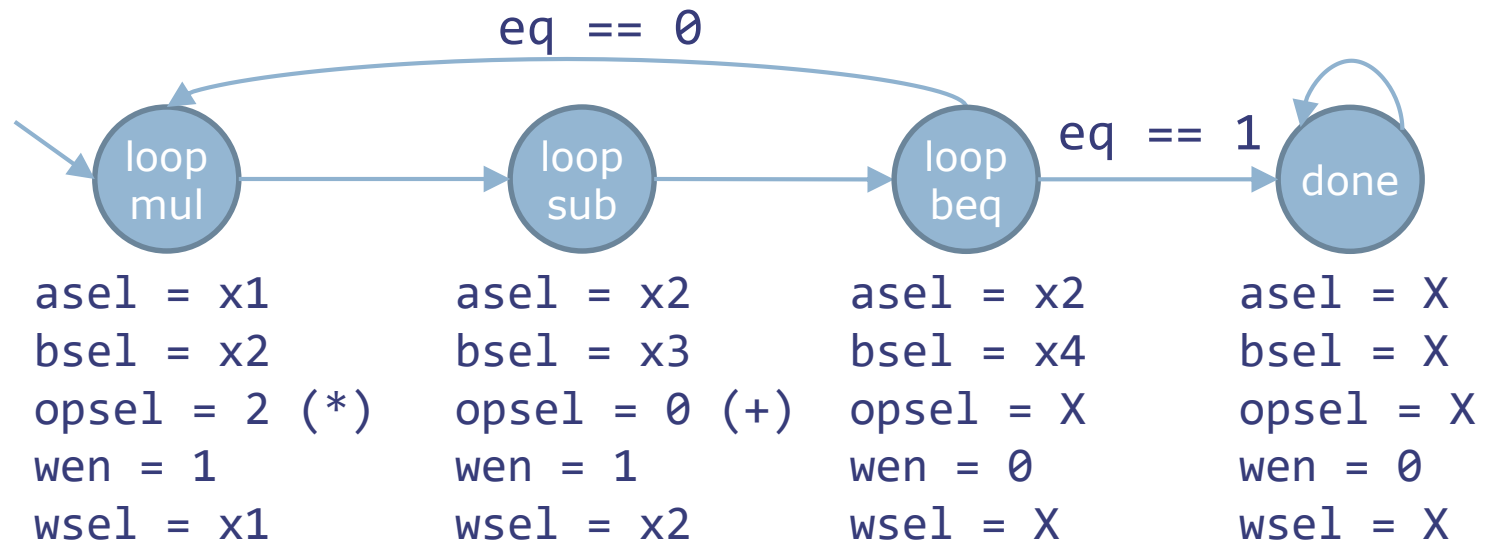 eq == 0
eq == 1
loop
mul
loop
sub
loop
beq
done
asel = x1
bsel = x2
opsel = 2 (*)
wen = 1
wsel = x1
asel = x2
bsel = x3
opsel = 0 (+)
wen = 1
wsel = x2
asel = x2
bsel = x4
opsel = X
wen = 0
wsel = X
asel = X
bsel = X
opsel = X
wen = 0
wsel = X